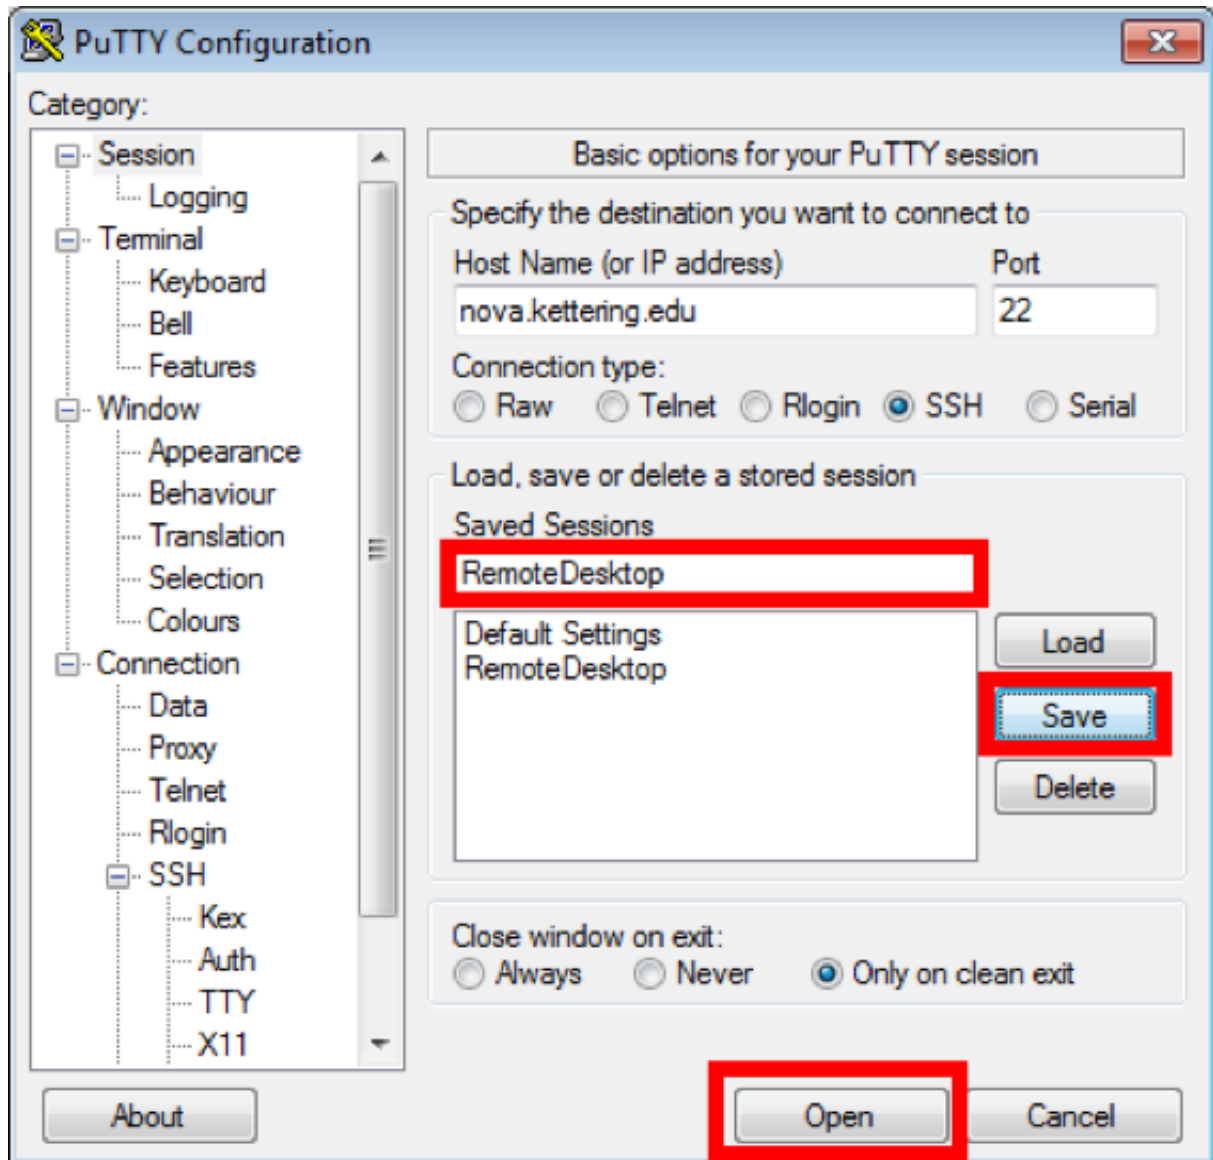 PuTTY Configuration
Category:
Session
Logging
Terminal
Keyboard
Bell
Features
Window
Appearance
Behaviour
Translation
Selection
Colours
Connection
Data
Proxy
Telnet
Rlogin
SSH
Kex
Auth
TTY
X11
Basic options for your PuTTY session
Specify the destination you want to connect to
Host Name (or IP address) Port
nova.kettering.edu 22
Connection type:
Raw Telnet Rlogin SSH Serial
Load, save or delete a stored session
Saved Sessions
RemoteDesktop
Default Settings
RemoteDesktop
Load
Save
Delete
Close window on exit:
Always Never Only on clean exit
About Open Cancel